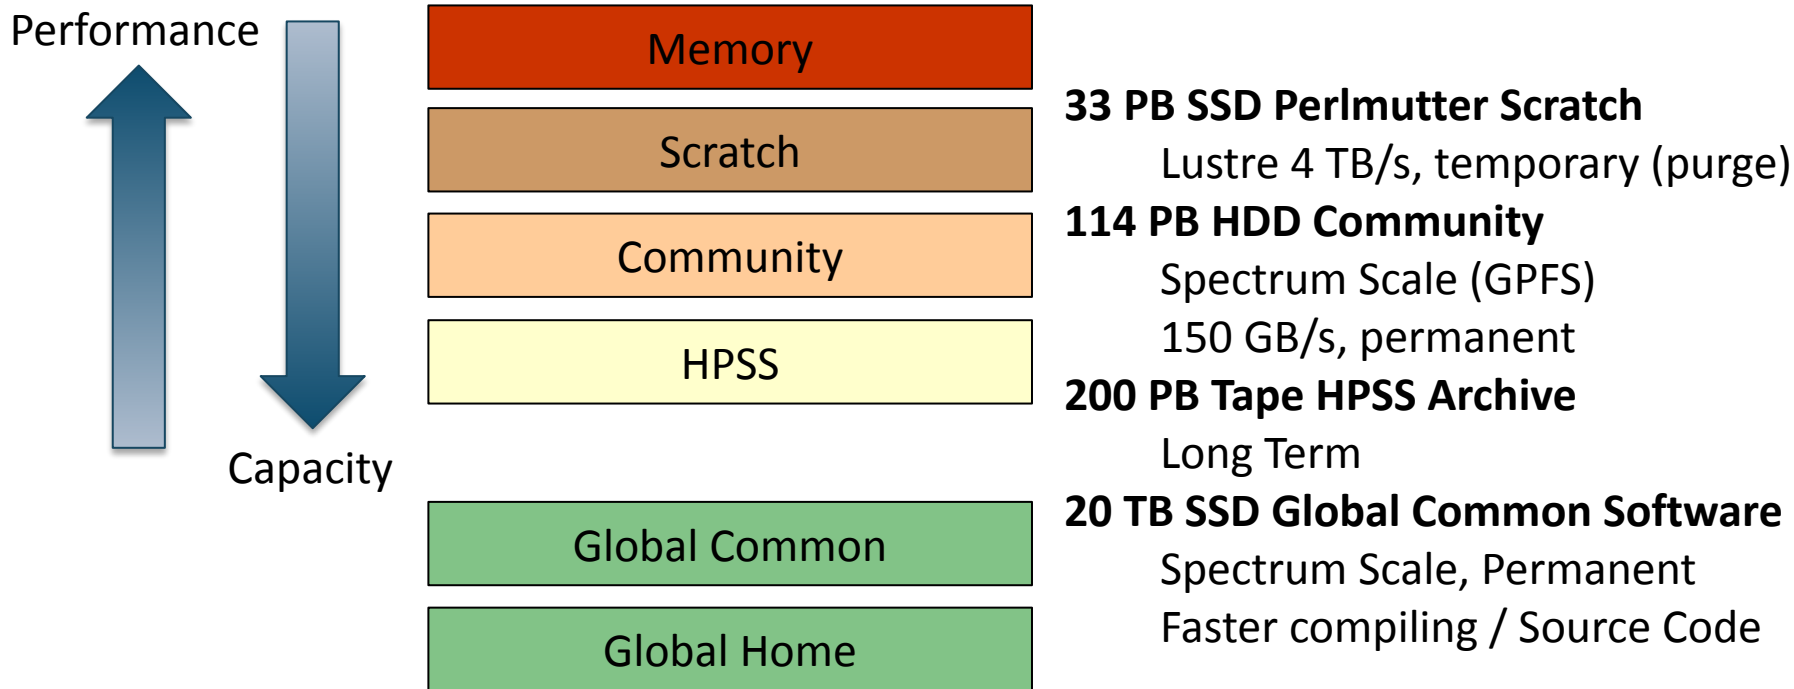 Performance
Capacity
Memory
Scratch
Community
HPSS
Global Common
Global Home
33 PB SSD Perlmutter Scratch
Lustre 4 TB/s, temporary (purge)
114 PB HDD Community
Spectrum Scale (GPFS)
150 GB/s, permanent
200 PB Tape HPSS Archive
Long Term
20 TB SSD Global Common Software
Spectrum Scale, Permanent
Faster compiling / Source Code